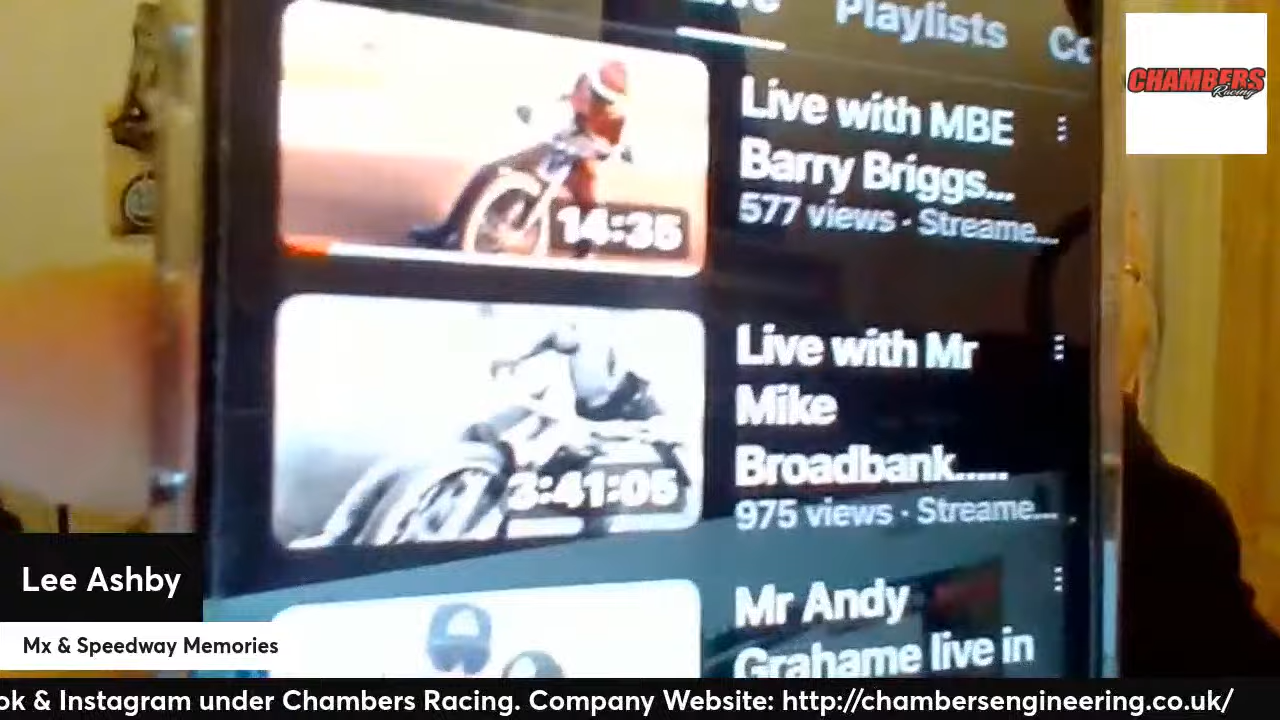 Playlists
CHAMBERS
Racing
Live with MBE
Barry Briggs...
577 views · Streame...
14:35
Live with Mr
Mike
Broadbank.....
975 views · Streame...
3:41:05
Mr Andy
Grahame live in
Lee Ashby
Mx & Speedway Memories
ok & Instagram under Chambers Racing. Company Website: http://chambersengineering.co.uk/